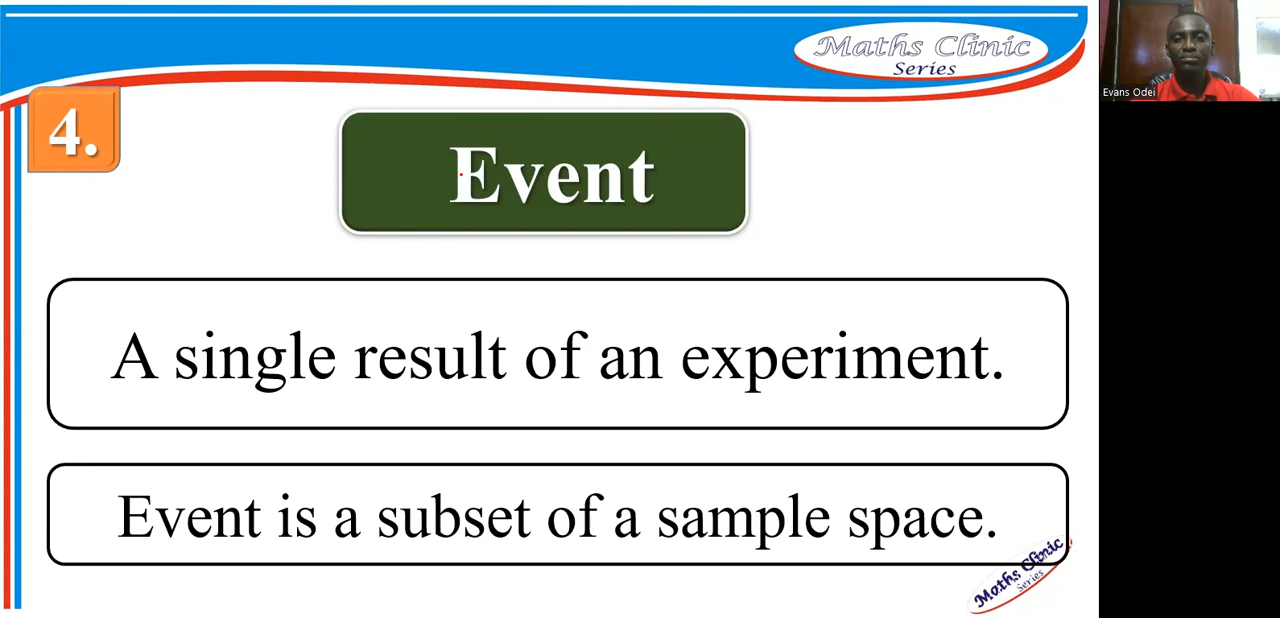 Maths Clinic
Series
Evans Odei
4.
Event
A single result of an experiment.
Event is a subset of a sample space.
Maths Clinic
Series